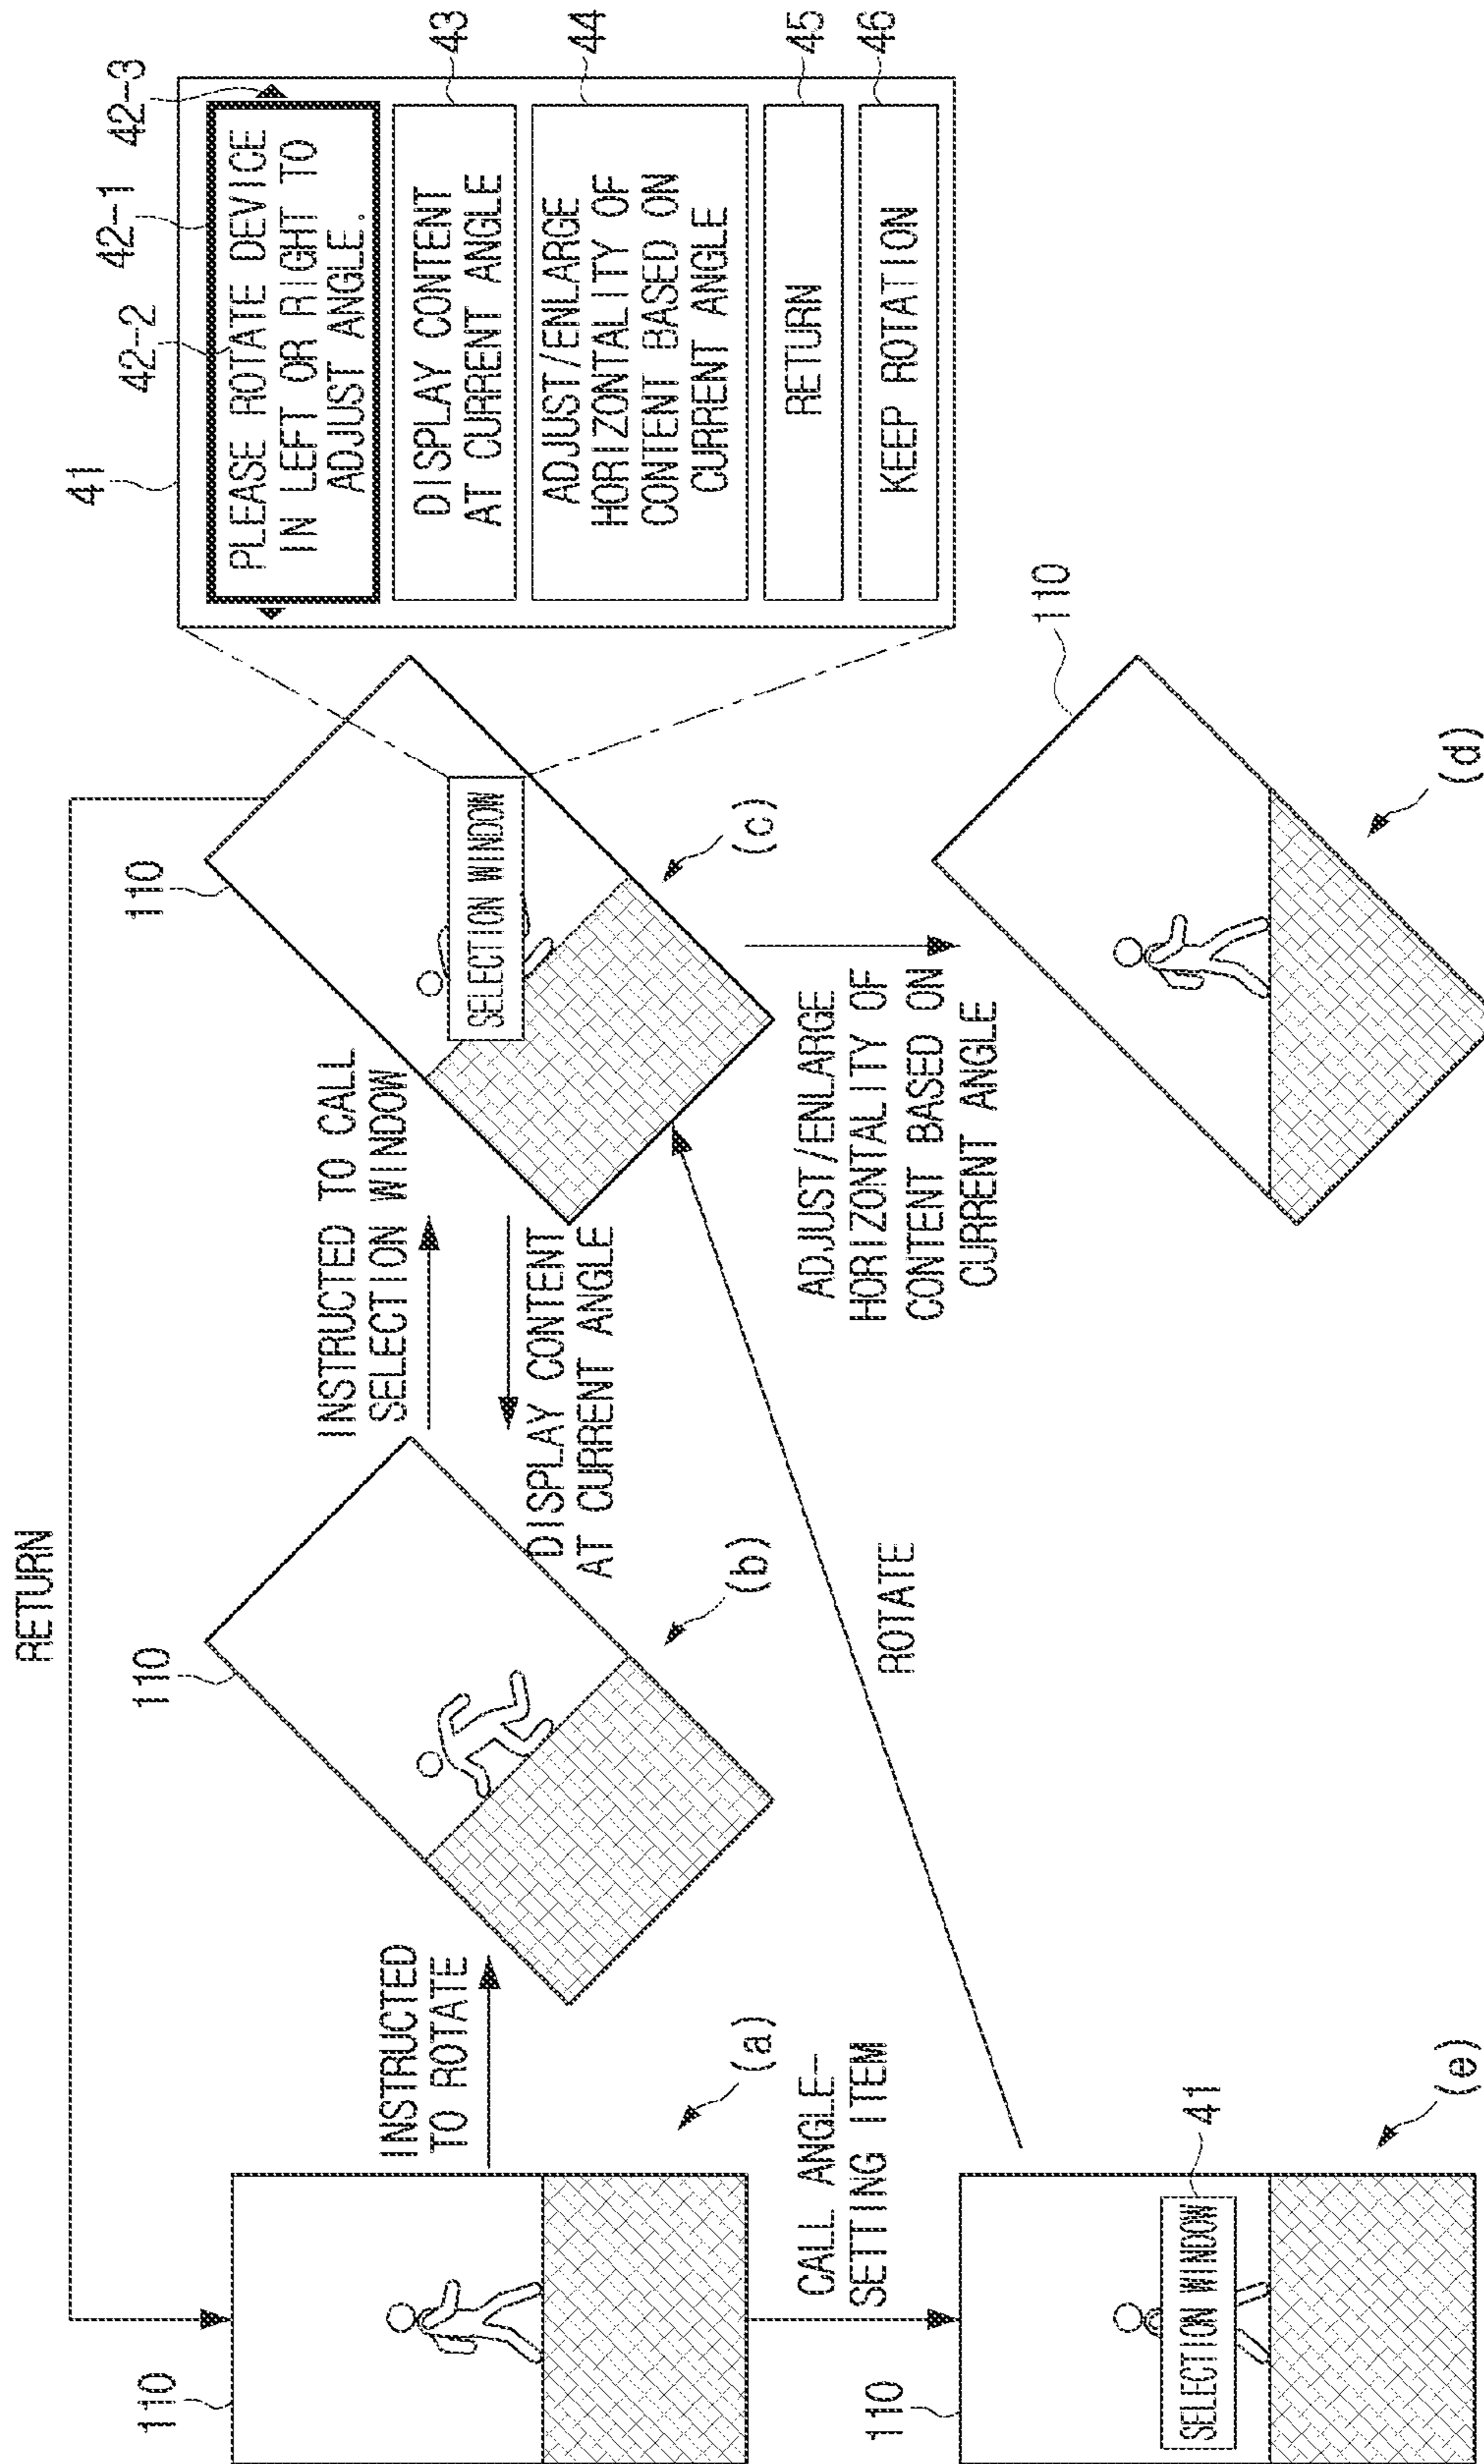 RETURN
110
INSTRUCTED
TO ROTATE
(a)
110
(b)
INSTRUCTED TO CALL
SELECTION WINDOW
DISPLAY CONTENT
AT CURRENT ANGLE
110
SELECTION WINDOW
(c)
41
42-2
42-1
42-3
PLEASE ROTATE DEVICE
IN LEFT OR RIGHT TO
ADJUST ANGLE.
DISPLAY CONTENT
AT CURRENT ANGLE
43
ADJUST/ENLARGE
HORIZONTALITY OF
CONTENT BASED ON
CURRENT ANGLE
44
RETURN
45
KEEP ROTATION
46
CALL ANGLE-
SETTING ITEM
ROTATE
ADJUST/ENLARGE
HORIZONTALITY OF
CONTENT BASED ON
CURRENT ANGLE
110
SELECTION WINDOW
41
(e)
110
(d)